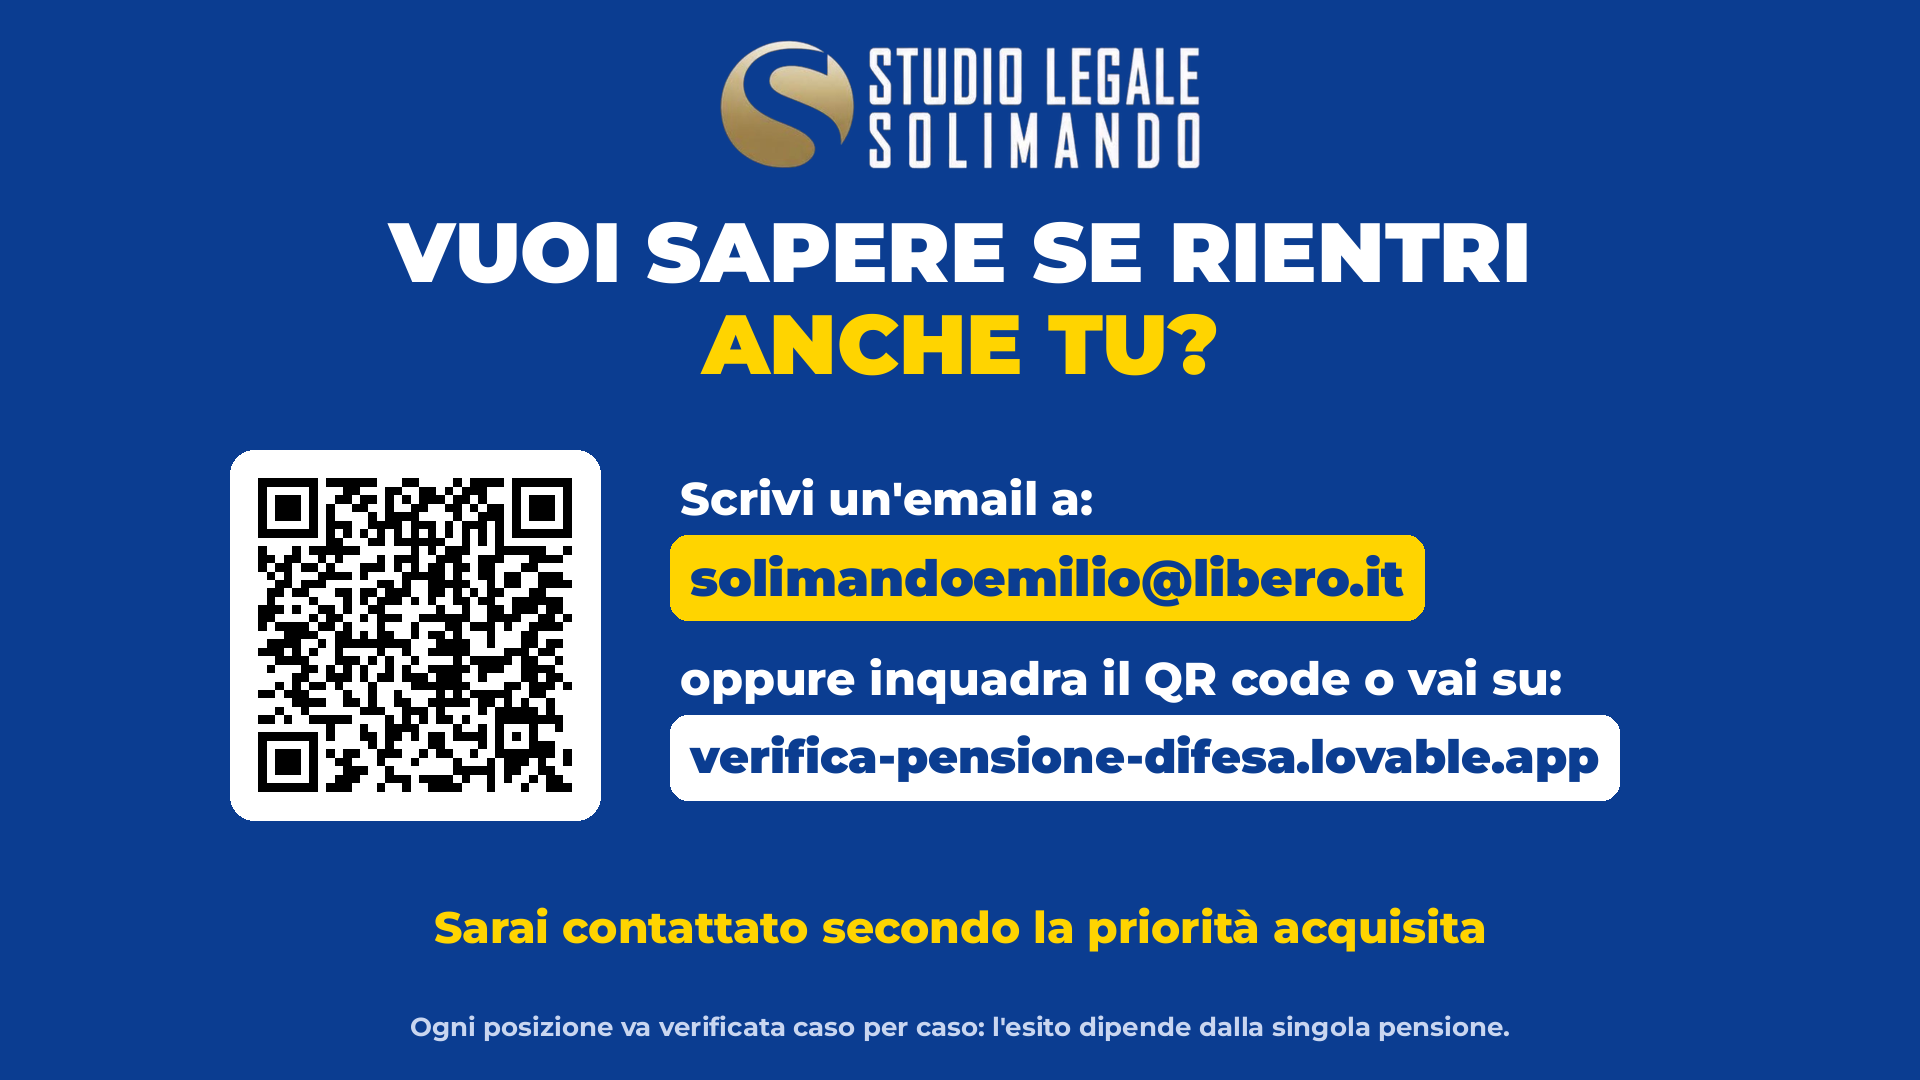 STUDIO LEGALE
SOLIMANDO
VUOI SAPERE SE RIENTRI
ANCHE TU?
Scrivi un'email a:
solimandoemilio@libero.it
oppure inquadra il QR code o vai su:
verifica-pensione-difesa.lovable.app
Sarai contattato secondo la priorità acquisita
Ogni posizione va verificata caso per caso: l'esito dipende dalla singola pensione.